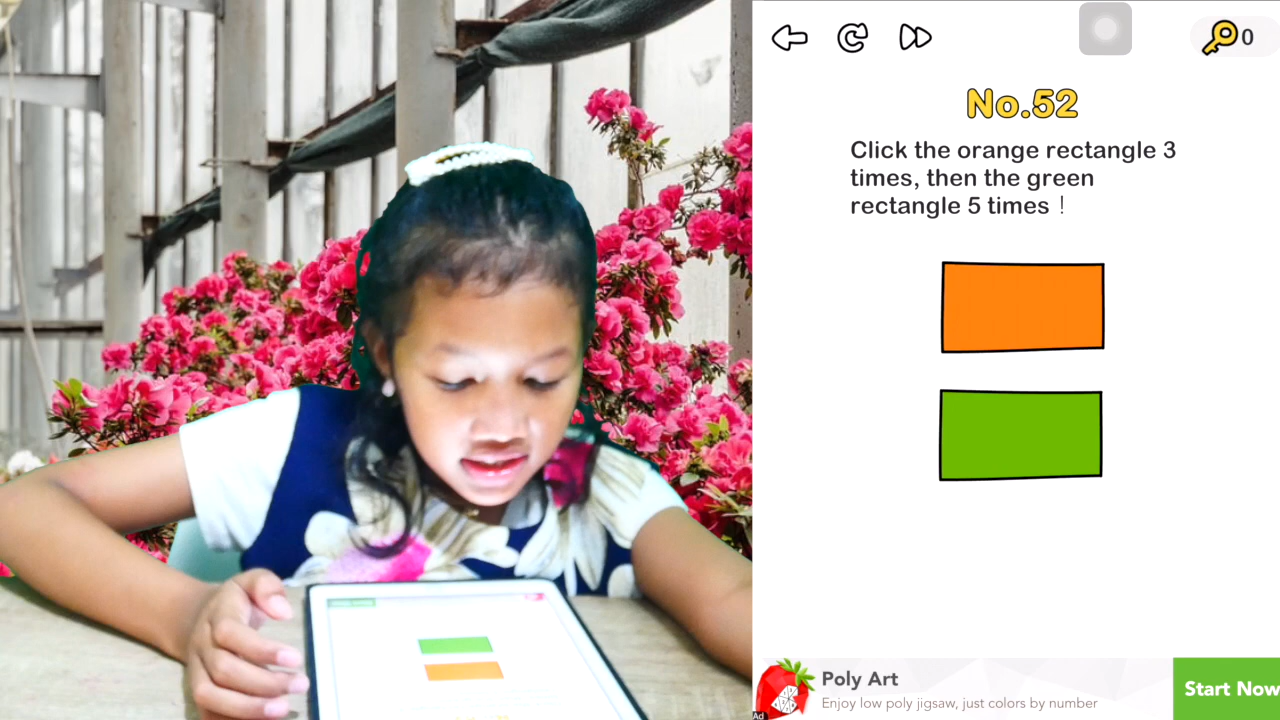 0
No.52
Click the orange rectangle 3
times, then the green
rectangle 5 times !
Poly Art
Enjoy low poly jigsaw, just colors by number
Ad
Start Now